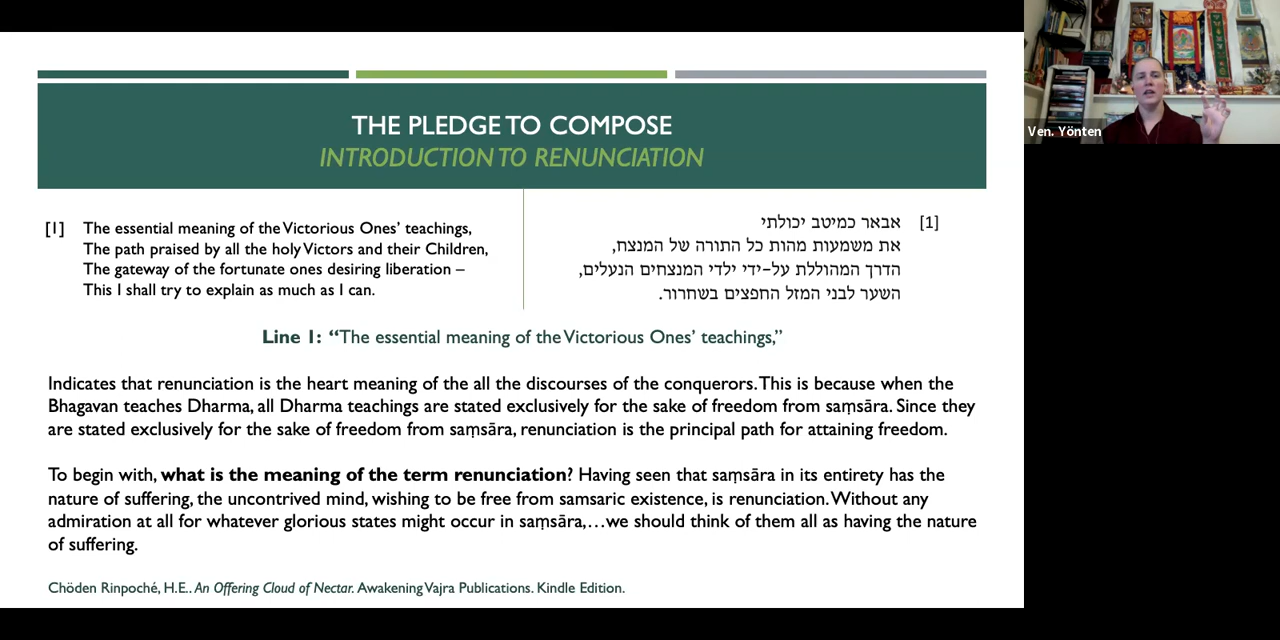 THE PLEDGE TO COMPOSE
INTRODUCTION TO RENUNCIATION
[1] The essential meaning of the Victorious Ones’ teachings,
The path praised by all the holy Victors and their Children,
The gateway of the fortunate ones desiring liberation –
This I shall try to explain as much as I can.
[1] אבאר כמיטב יכולתי
את משמעות מהות כל התורה של המנצח,
הדרך המהוללת על-ידי ילדי המנצחים הנעלים,
השער לבני המזל החפצים בשחרור.
Line 1: “The essential meaning of the Victorious Ones’ teachings,”
Indicates that renunciation is the heart meaning of the all the discourses of the conquerors. This is because when the
Bhagavan teaches Dharma, all Dharma teachings are stated exclusively for the sake of freedom from saṃsāra. Since they
are stated exclusively for the sake of freedom from saṃsāra, renunciation is the principal path for attaining freedom.
To begin with, what is the meaning of the term renunciation? Having seen that saṃsāra in its entirety has the
nature of suffering, the uncontrived mind, wishing to be free from samsaric existence, is renunciation. Without any
admiration at all for whatever glorious states might occur in saṃsāra,…we should think of them all as having the nature
of suffering.
Chöden Rinpoché, H.E.. An Offering Cloud of Nectar. Awakening Vajra Publications. Kindle Edition.
Ven. Yönten